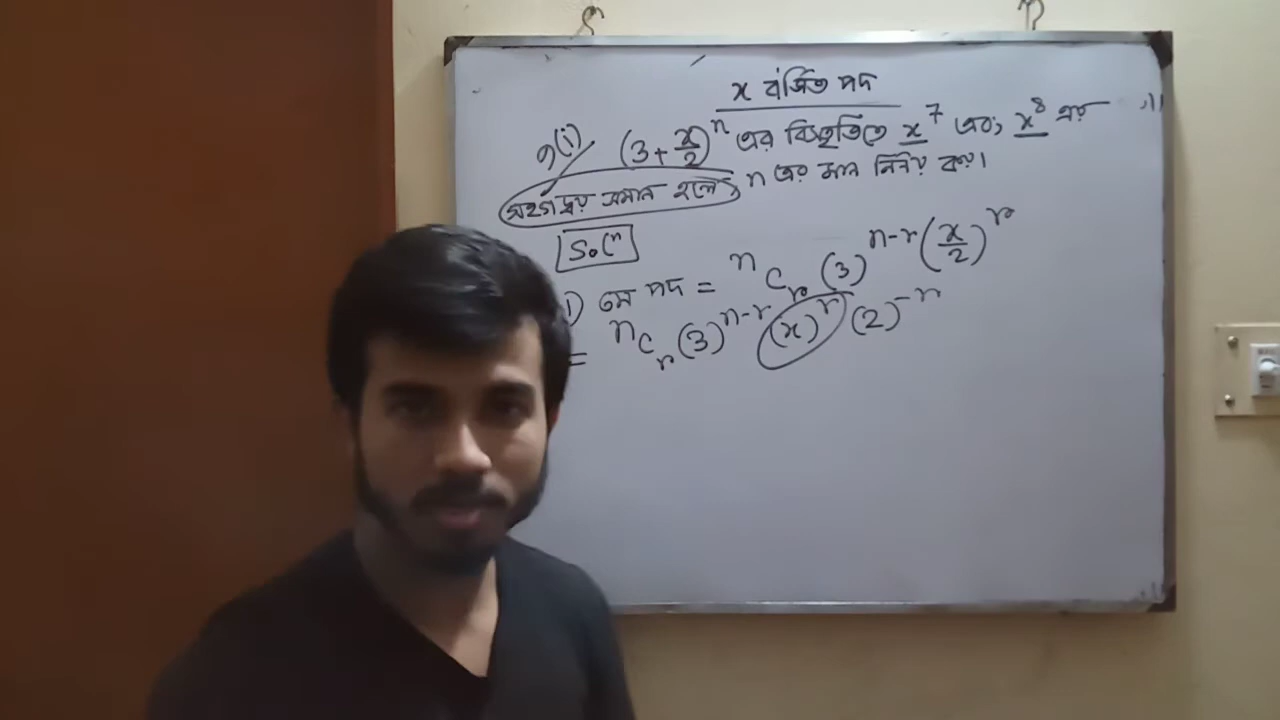 x বর্জিত পদ
৭(i) (3 + x/2)^n এর বিস্তৃতিতে x^7 এবং x^8 এর
সহগদ্বয় সমান হলে, n এর মান নির্ণয় কর।
Sol^n
1) তম পদ = ^nC_r (3)^{n-r} (x/2)^r
= ^nC_r (3)^{n-r} (x)^r (2)^{-r}